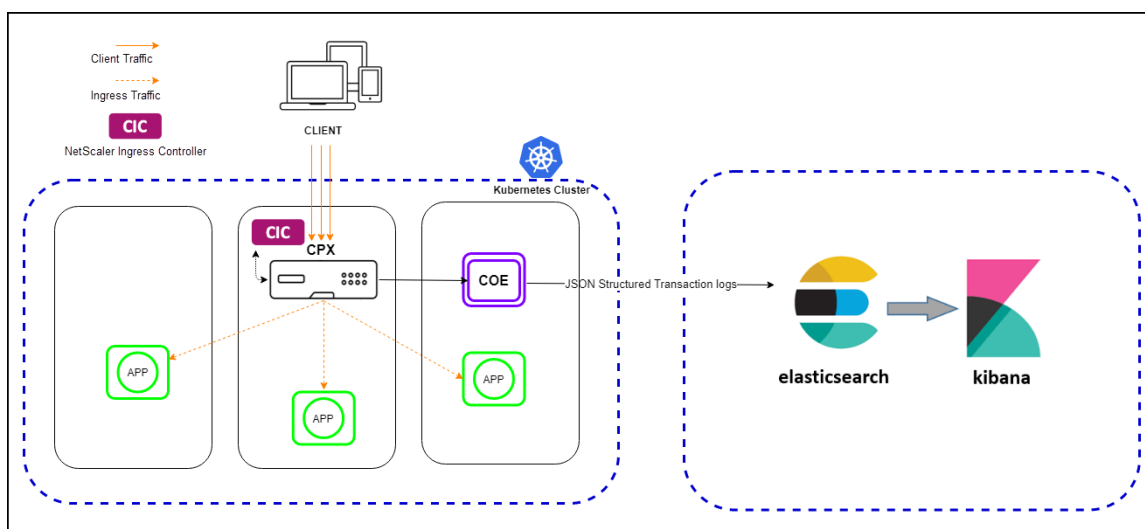 Client Traffic
Ingress Traffic
CIC
NetScaler Ingress Controller
CLIENT
Kubernetes Cluster
CIC
CPX
COE
JSON Structured Transaction logs
APP
APP
APP
elasticsearch
kibana